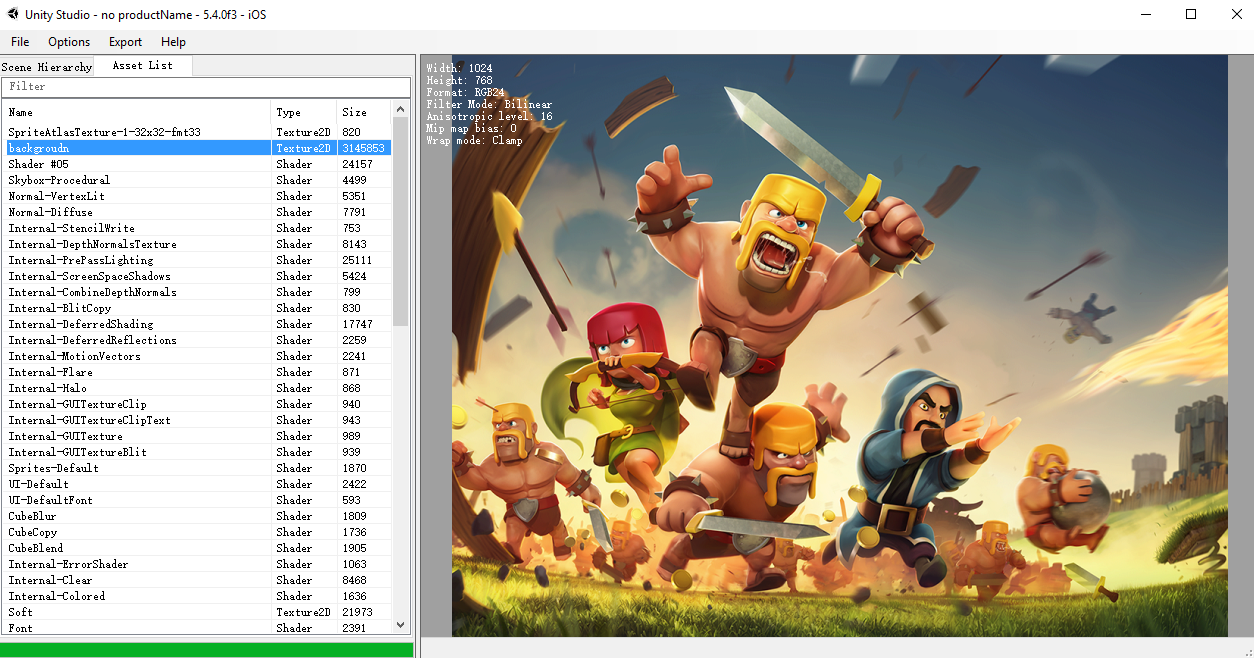 Unity Studio - no productName - 5.4.0f3 - iOS
File Options Export Help
Scene Hierarchy Asset List
Filter
Name Type Size
SpriteAtlasTexture-1-32x32-fmt33 Texture2D 820
backgroudn Texture2D 3145853
Shader #05 Shader 24157
Skybox-Procedural Shader 4499
Normal-VertexLit Shader 5351
Normal-Diffuse Shader 7791
Internal-StencilWrite Shader 753
Internal-DepthNormalsTexture Shader 8143
Internal-PrePassLighting Shader 25111
Internal-ScreenSpaceShadows Shader 5424
Internal-CombineDepthNormals Shader 799
Internal-BlitCopy Shader 830
Internal-DeferredShading Shader 17747
Internal-DeferredReflections Shader 2259
Internal-MotionVectors Shader 2241
Internal-Flare Shader 871
Internal-Halo Shader 868
Internal-GUITextureClip Shader 940
Internal-GUITextureClipText Shader 943
Internal-GUITexture Shader 989
Internal-GUITextureBlit Shader 939
Sprites-Default Shader 1870
UI-Default Shader 2422
UI-DefaultFont Shader 593
CubeBlur Shader 1809
CubeCopy Shader 1736
CubeBlend Shader 1905
Internal-ErrorShader Shader 1063
Internal-Clear Shader 8468
Internal-Colored Shader 1636
Soft Texture2D 21973
Font Shader 2391
Width: 1024
Height: 768
Format: RGB24
Filter Mode: Bilinear
Anisotropic level: 16
Mip map bias: 0
Wrap mode: Clamp